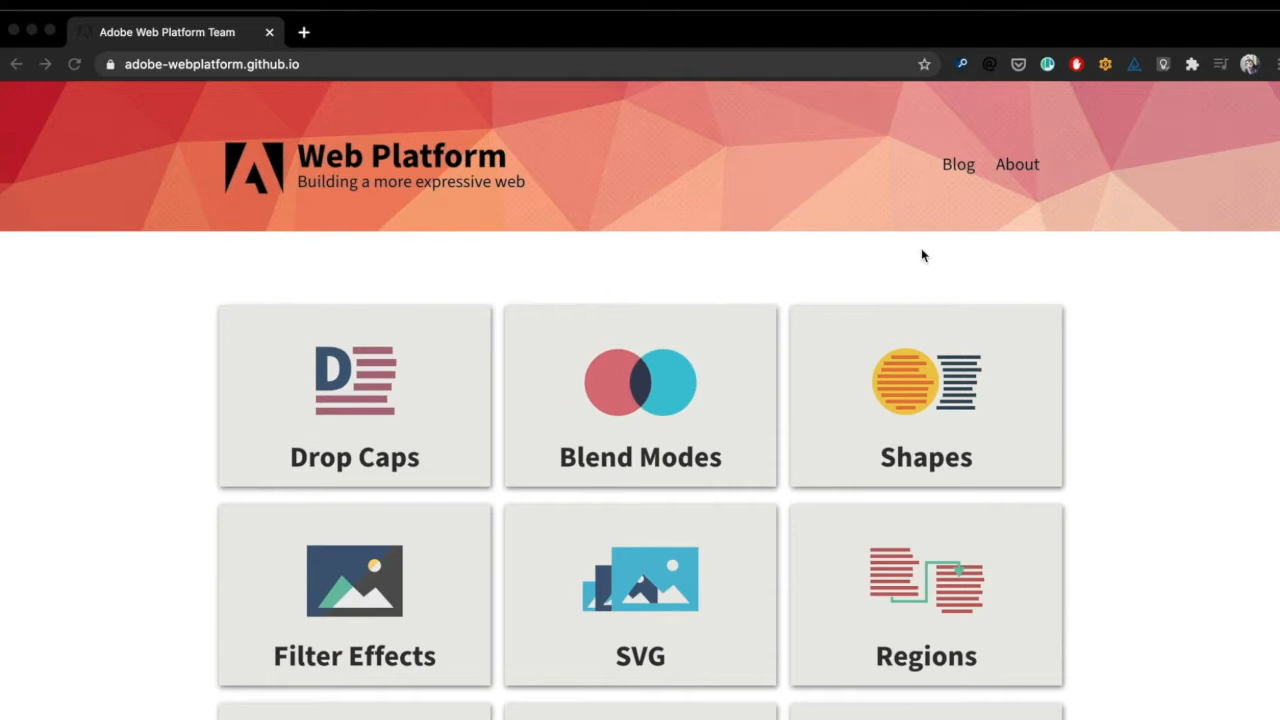 Adobe Web Platform Team
adobe-webplatform.github.io
Web Platform
Building a more expressive web
Blog About
Drop Caps
Blend Modes
Shapes
Filter Effects
SVG
Regions